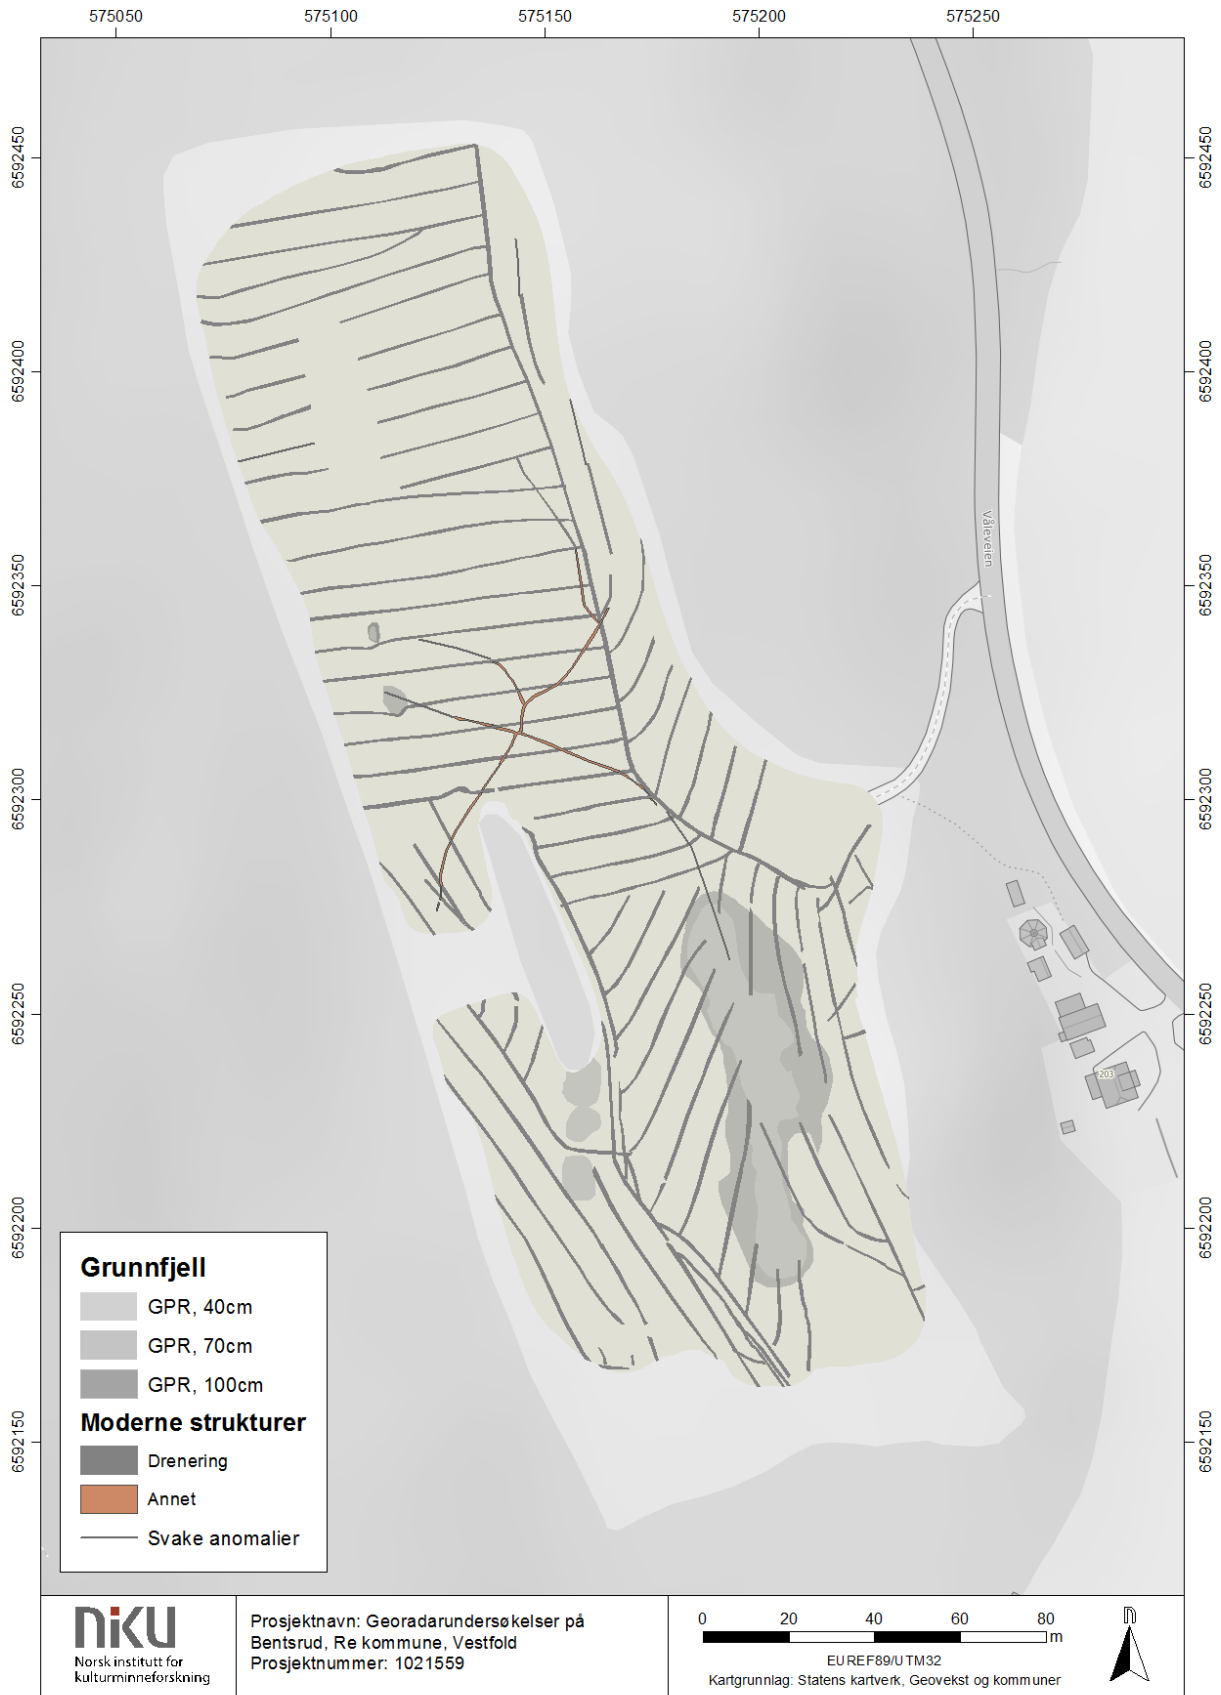 575050 575100 575150 575200 575250
6592450 6592450
6592400 6592400
Våleveien
6592350 6592350
6592300 6592300
6592250 6592250
203
6592200 6592200
6592150 6592150
Grunnfjell
GPR, 40cm
GPR, 70cm
GPR, 100cm
Moderne strukturer
Drenering
Annet
Svake anomalier
niku
Norsk institutt for
kulturminneforskning
Prosjektnavn: Georadarundersøkelser på
Bentsrud, Re kommune, Vestfold
Prosjektnummer: 1021559
0 20 40 60 80
m
EUREF89/UTM32
Kartgrunnlag: Statens kartverk, Geovekst og kommuner
n